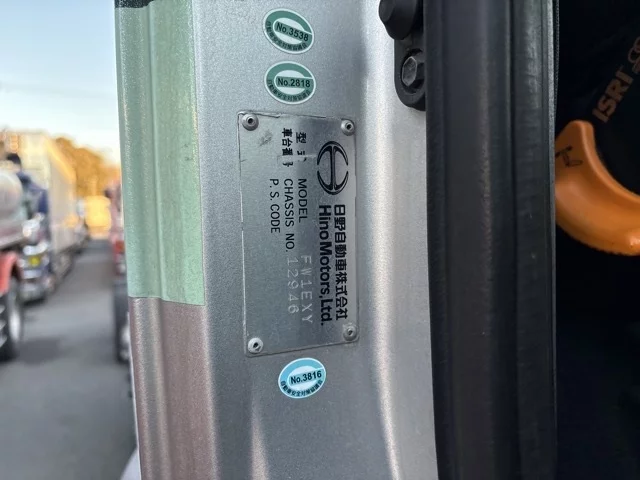 No.3538
No.2818
日野自動車株式会社
Hino Motors, Ltd.
型 式 MODEL FW1EXY
車台番号 CHASSIS NO. 12946
P. S. CODE
No.3816
ISRI